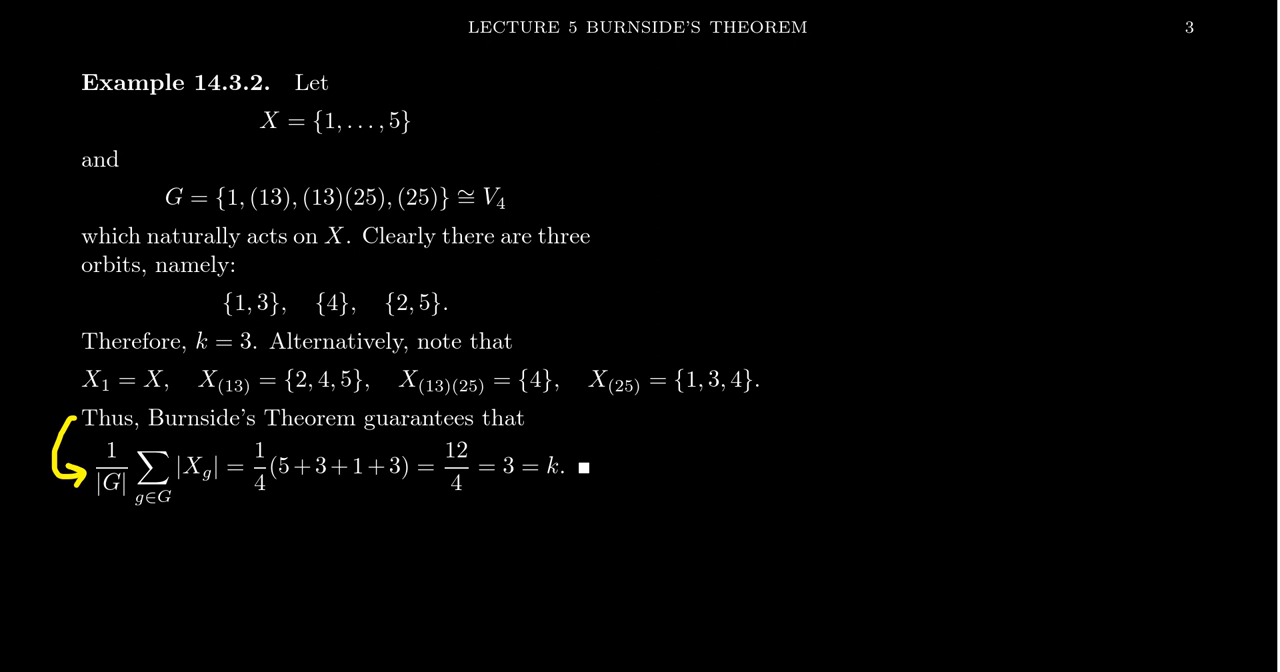 LECTURE 5 BURNSIDE'S THEOREM 3
Example 14.3.2. Let
X = {1, . . . , 5}
and
G = {1, (13), (13)(25), (25)} ≅ V₄
which naturally acts on X. Clearly there are three
orbits, namely:
{1, 3}, {4}, {2, 5}.
Therefore, k = 3. Alternatively, note that
X₁ = X, X₍₁₃₎ = {2, 4, 5}, X₍₁₃₎₍₂₅₎ = {4}, X₍₂₅₎ = {1, 3, 4}.
Thus, Burnside's Theorem guarantees that
1/|G| ∑_{g∈G} |X_g| = 1/4 (5 + 3 + 1 + 3) = 12/4 = 3 = k. ■